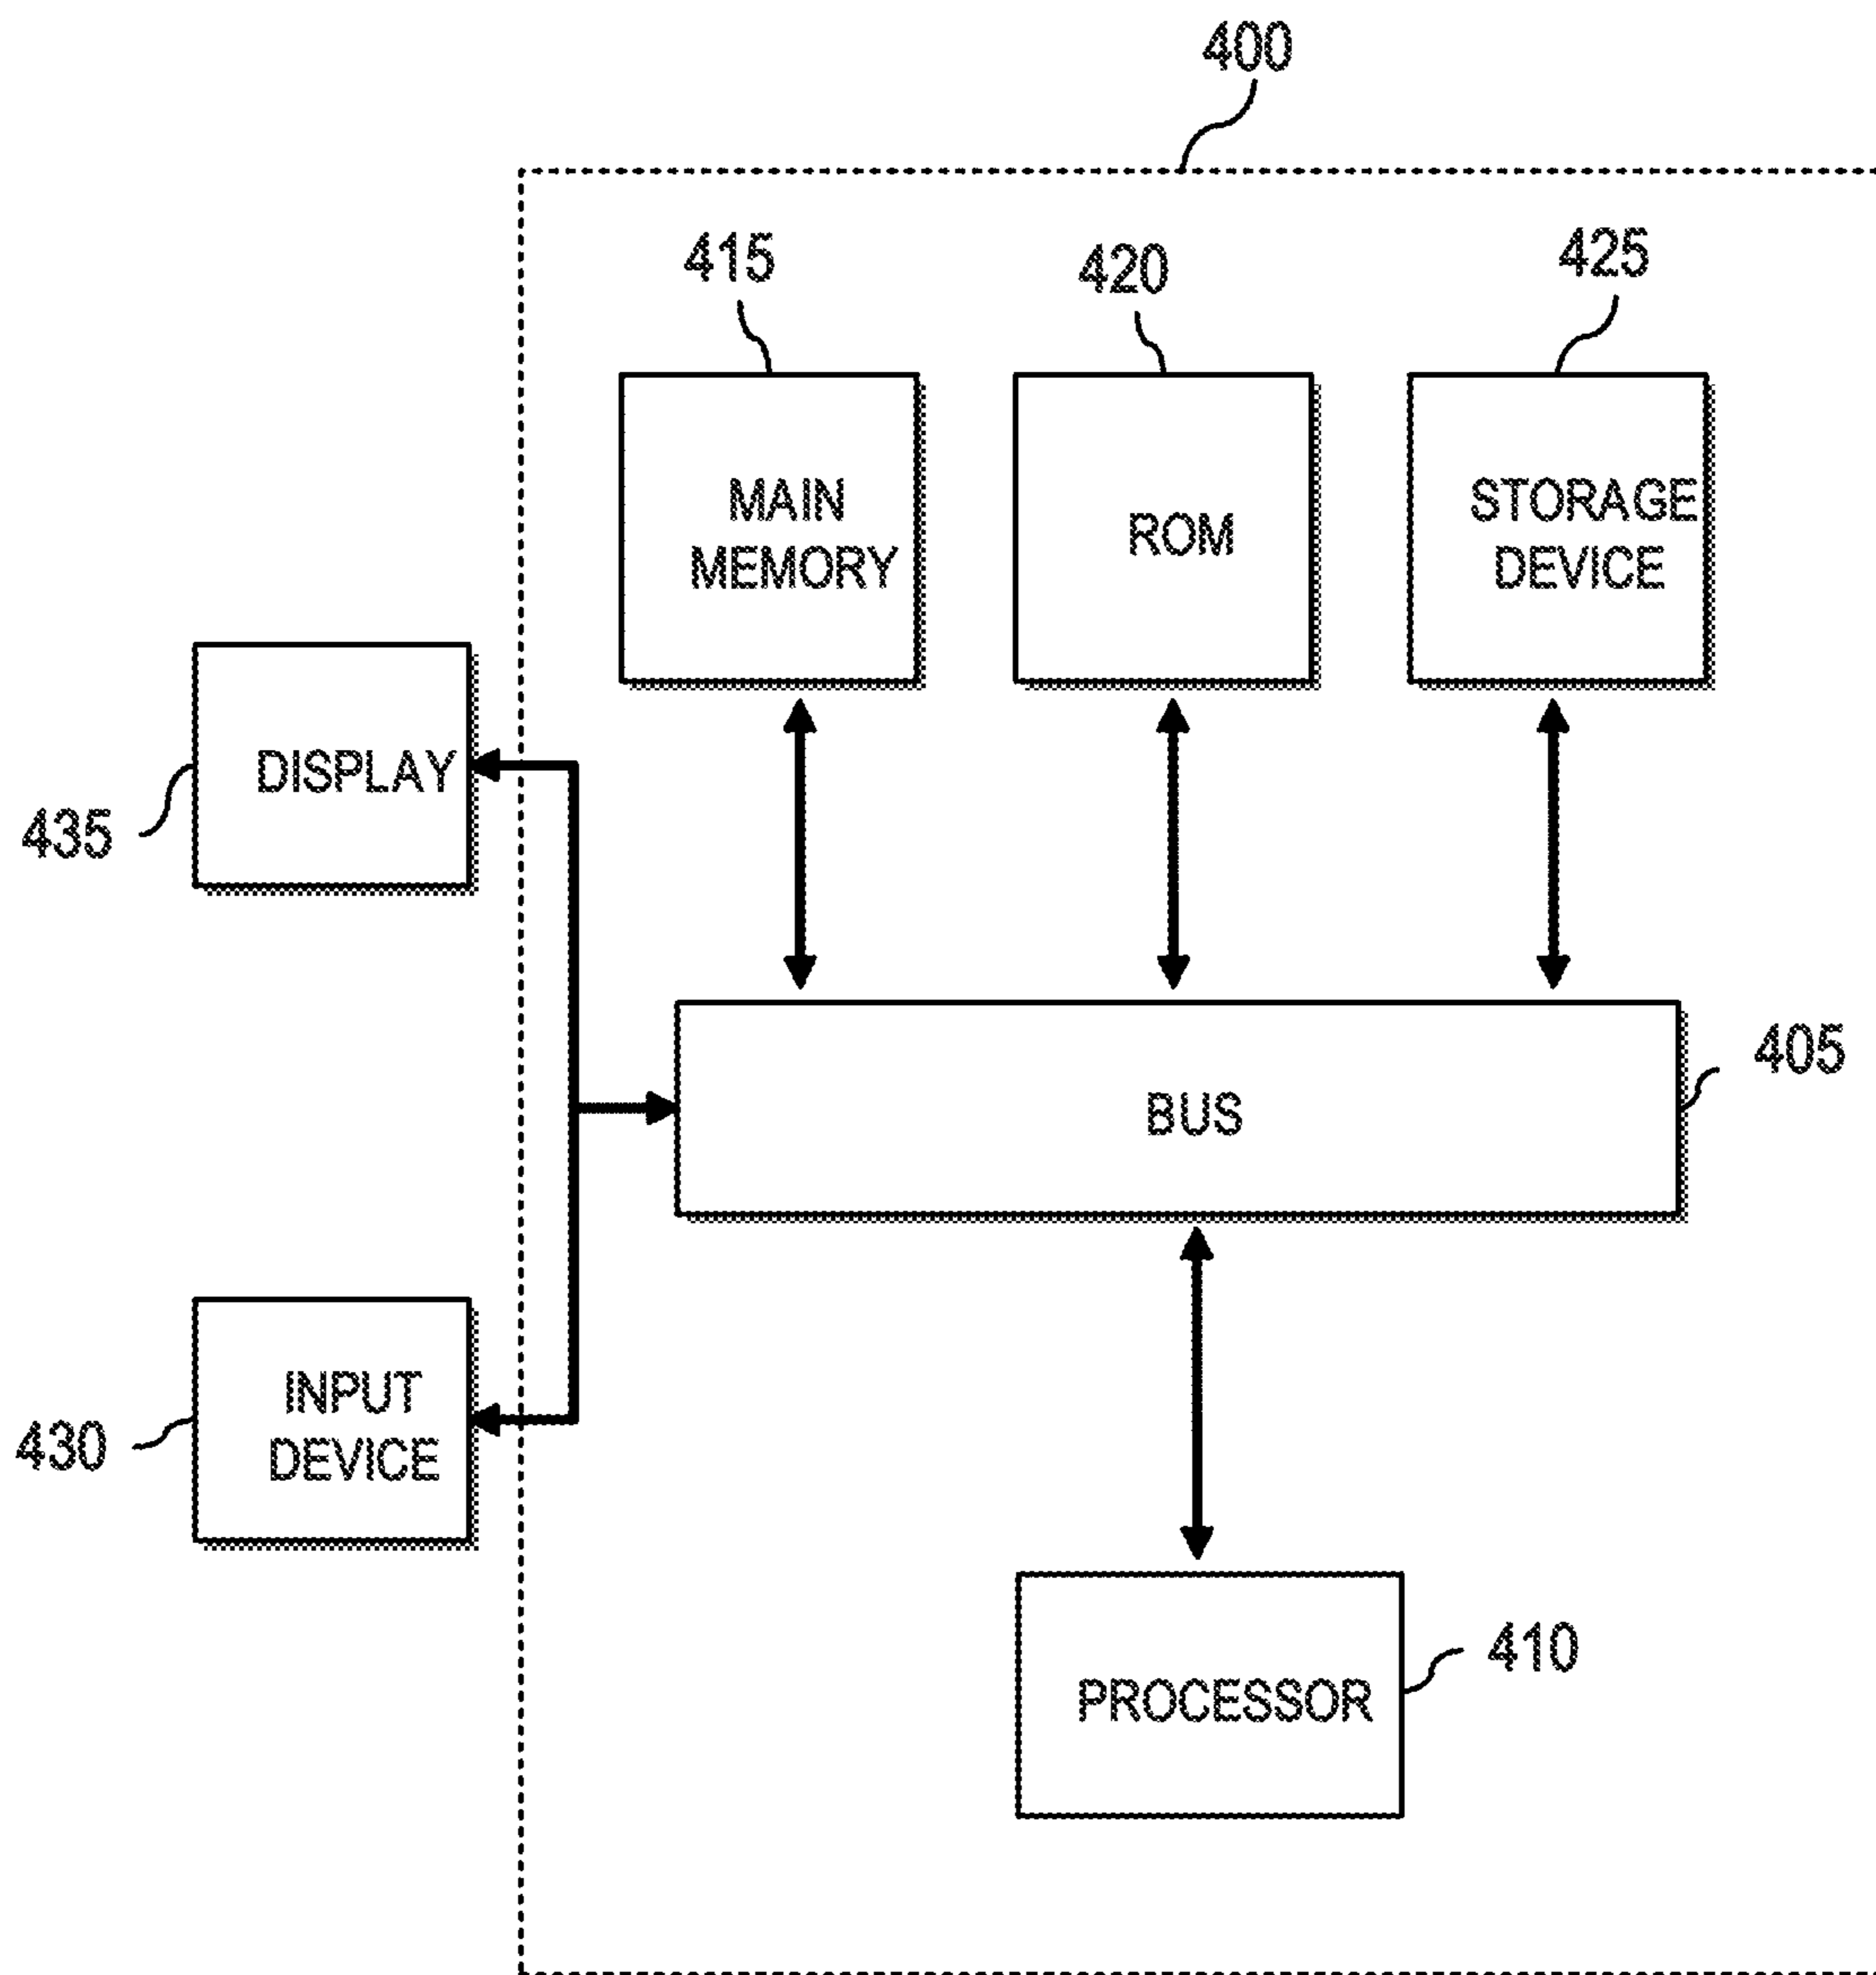 400
415
420
425
MAIN
MEMORY
ROM
STORAGE
DEVICE
DISPLAY
435
BUS
405
INPUT
DEVICE
430
PROCESSOR
410